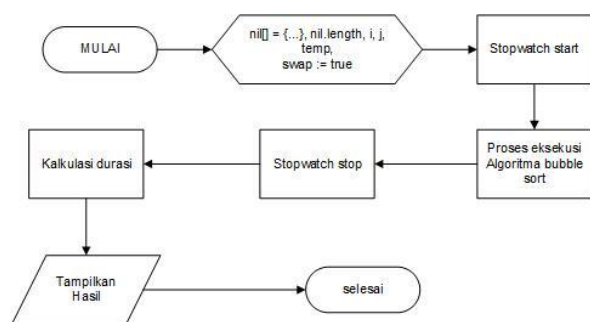 MULAI
nil[] = {...}, nil.length, i, j,
temp,
swap := true
Stopwatch start
Proses eksekusi
Algoritma bubble
sort
Stopwatch stop
Kalkulasi durasi
Tampilkan
Hasil
selesai